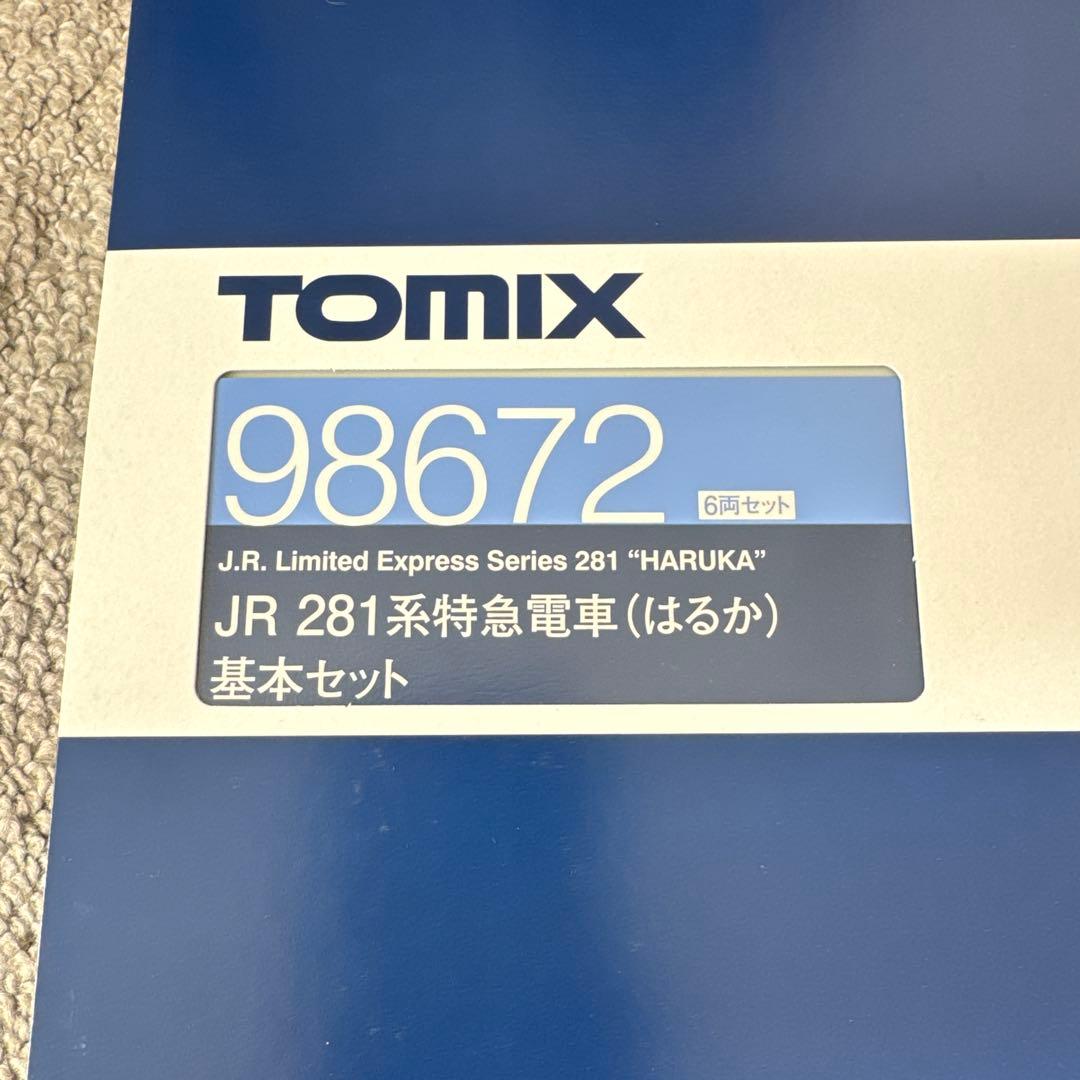 TOMIX
98672 6両セット
J.R. Limited Express Series 281 “HARUKA”
JR 281系特急電車(はるか)
基本セット